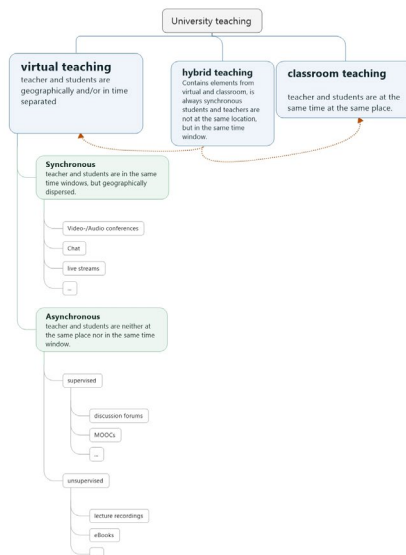 University teaching
virtual teaching
teacher and students are
geographically and/or in time
separated
hybrid teaching
Contains elements from
virtual and classroom, is
always synchronous
students and teachers are
not at the same location,
but in the same time
window.
classroom teaching
teacher and students are at the
same time at the same place.
Synchronous
teacher and students are in the same
time windows, but geographically
dispersed.
Video-/Audio conferences
Chat
live streams
...
Asynchronous
teacher and students are neither at
the same place nor in the same time
window.
supervised
discussion forums
MOOCs
...
unsupervised
lecture recordings
eBooks